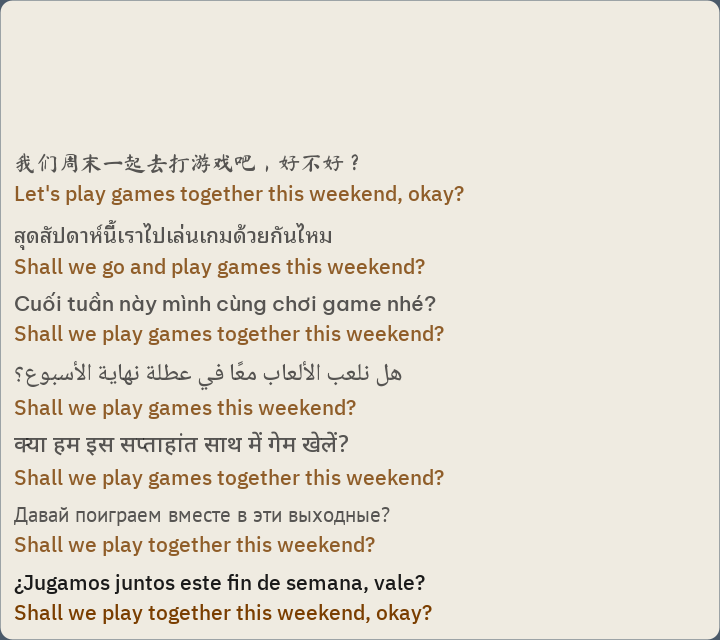 我们周末一起去打游戏吧，好不好？
Let's play games together this weekend, okay?
สุดสัปดาห์นี้เราไปเล่นเกมด้วยกันไหม
Shall we go and play games this weekend?
Cuối tuần này mình cùng chơi game nhé?
Shall we play games together this weekend?
هل نلعب الألعاب معًا في عطلة نهاية الأسبوع؟
Shall we play games this weekend?
क्या हम इस सप्ताहांत साथ में गेम खेलें?
Shall we play games together this weekend?
Давай поиграем вместе в эти выходные?
Shall we play together this weekend?
¿Jugamos juntos este fin de semana, vale?
Shall we play together this weekend, okay?